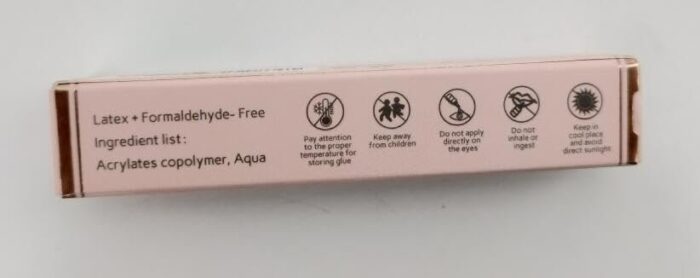 Latex + Formaldehyde- Free
Ingredient list:
Acrylates copolymer, Aqua
Pay attention
to the proper
temperature for
storing glue
Keep away
from children
Do not apply
directly on
the eyes
Do not
inhale or
ingest
Keep in
cool place
and avoid
direct sunlight